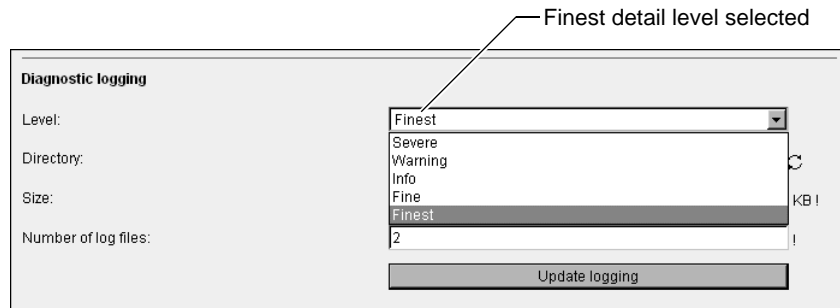 Finest detail level selected
Diagnostic logging
Level:
Finest
Severe
Warning
Info
Fine
Finest
Directory:
Size:
KB !
Number of log files:
2
!
Update logging